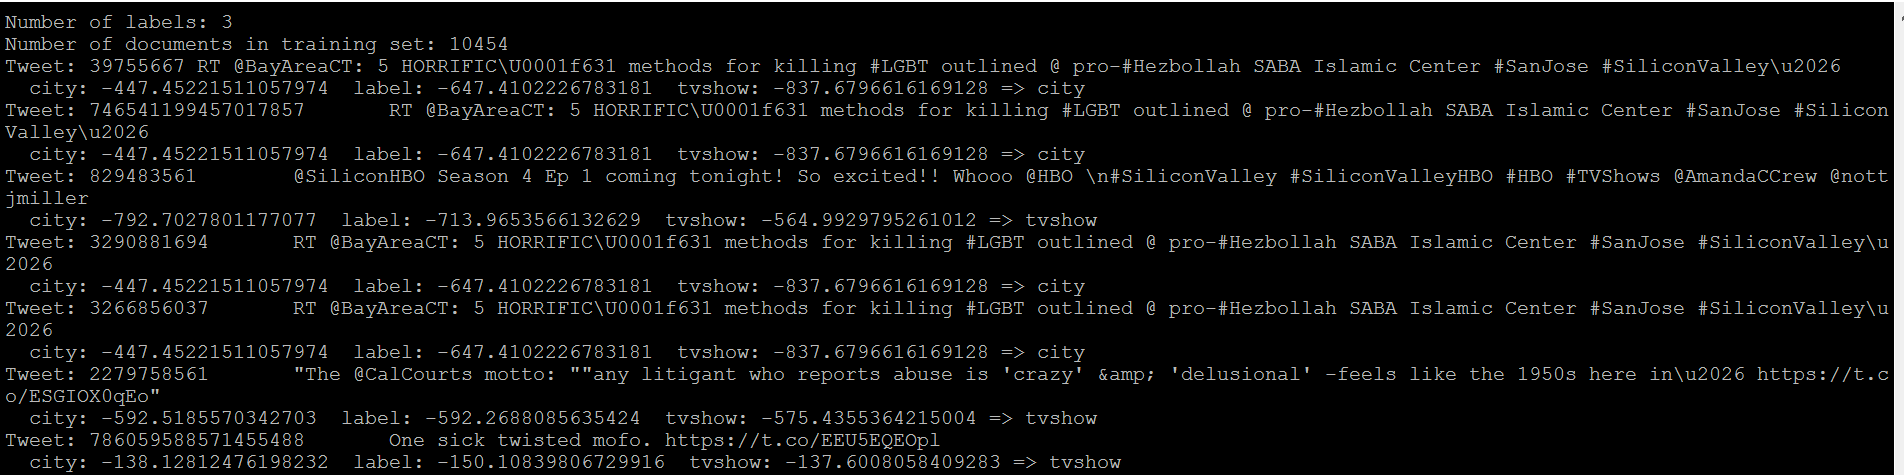 Number of labels: 3
Number of documents in training set: 10454
Tweet: 39755667 RT @BayAreaCT: 5 HORRIFIC\U0001f631 methods for killing #LGBT outlined @ pro-#Hezbollah SABA Islamic Center #SanJose #SiliconValley\u2026
city: -447.45221511057974 label: -647.4102226783181 tvshow: -837.6796616169128 => city
Tweet: 746541199457017857 RT @BayAreaCT: 5 HORRIFIC\U0001f631 methods for killing #LGBT outlined @ pro-#Hezbollah SABA Islamic Center #SanJose #Silicon
Valley\u2026
city: -447.45221511057974 label: -647.4102226783181 tvshow: -837.6796616169128 => city
Tweet: 829483561 @SiliconHBO Season 4 Ep 1 coming tonight! So excited!! Whooo @HBO \n#SiliconValley #SiliconValleyHBO #HBO #TVShows @AmandaCCrew @nott
jmiller
city: -792.7027801177077 label: -713.9653566132629 tvshow: -564.9929795261012 => tvshow
Tweet: 3290881694 RT @BayAreaCT: 5 HORRIFIC\U0001f631 methods for killing #LGBT outlined @ pro-#Hezbollah SABA Islamic Center #SanJose #SiliconValley\u
2026
city: -447.45221511057974 label: -647.4102226783181 tvshow: -837.6796616169128 => city
Tweet: 3266856037 RT @BayAreaCT: 5 HORRIFIC\U0001f631 methods for killing #LGBT outlined @ pro-#Hezbollah SABA Islamic Center #SanJose #SiliconValley\u
2026
city: -447.45221511057974 label: -647.4102226783181 tvshow: -837.6796616169128 => city
Tweet: 2279758561 "The @CalCourts motto: ""any litigant who reports abuse is 'crazy' &amp; 'delusional' -feels like the 1950s here in\u2026 https://t.c
o/ESGIOX0qEo"
city: -592.5185570342703 label: -592.2688085635424 tvshow: -575.4355364215004 => tvshow
Tweet: 786059588571455488 One sick twisted mofo. https://t.co/EEU5EQEOpl
city: -138.12812476198232 label: -150.10839806729916 tvshow: -137.6008058409283 => tvshow